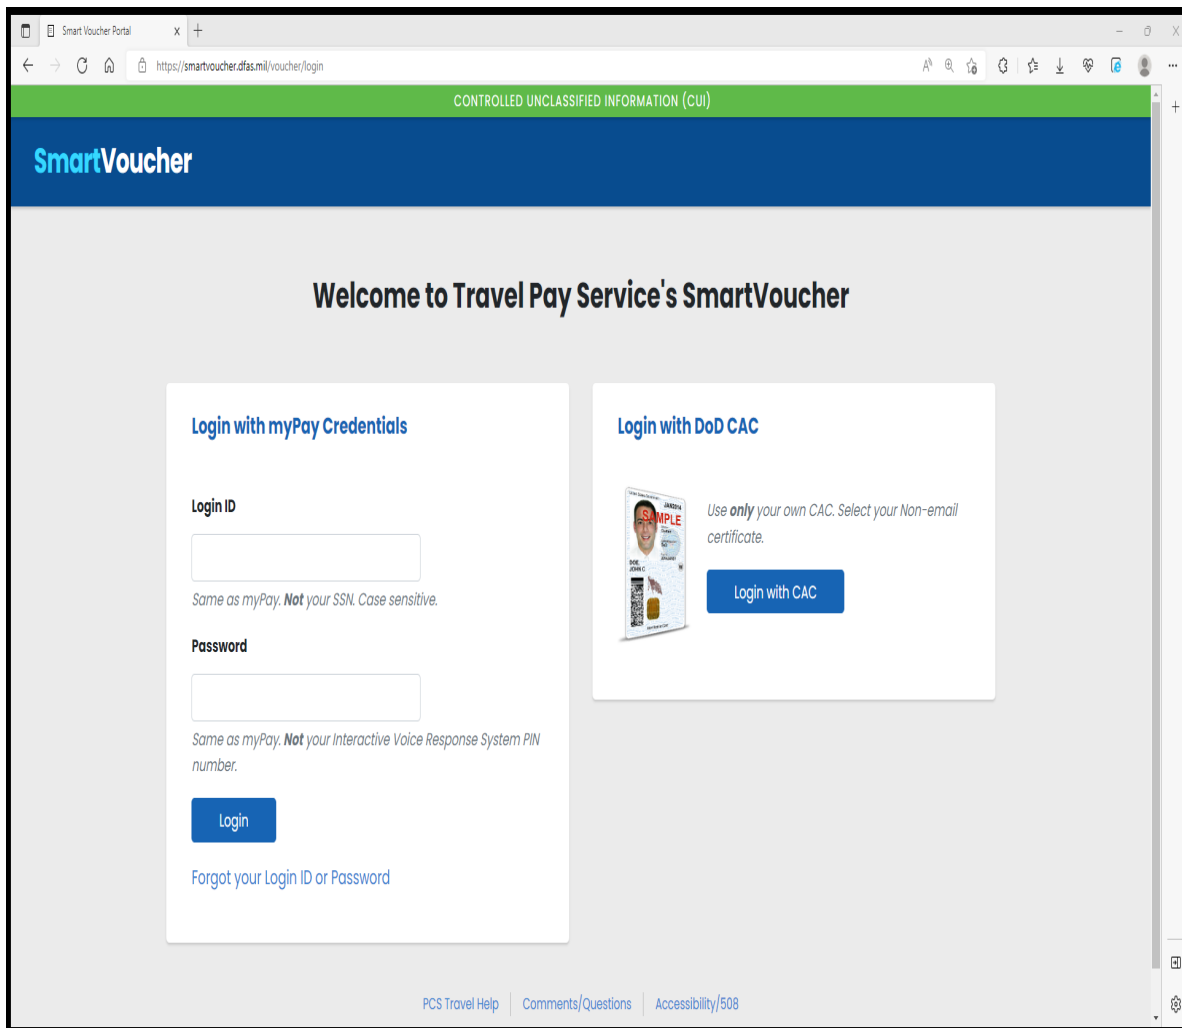 Smart Voucher Portal
https://smartvoucher.dfas.mil/voucher/login
CONTROLLED UNCLASSIFIED INFORMATION (CUI)
SmartVoucher
Welcome to Travel Pay Service's SmartVoucher
Login with myPay Credentials
Login ID
Same as myPay. Not your SSN. Case sensitive.
Password
Same as myPay. Not your Interactive Voice Response System PIN
number.
Login
Forgot your Login ID or Password
Login with DoD CAC
JAN2014
SAMPLE
DOE,
JOHN C
Use only your own CAC. Select your Non-email
certificate.
Login with CAC
PCS Travel Help
Comments/Questions
Accessibility/508